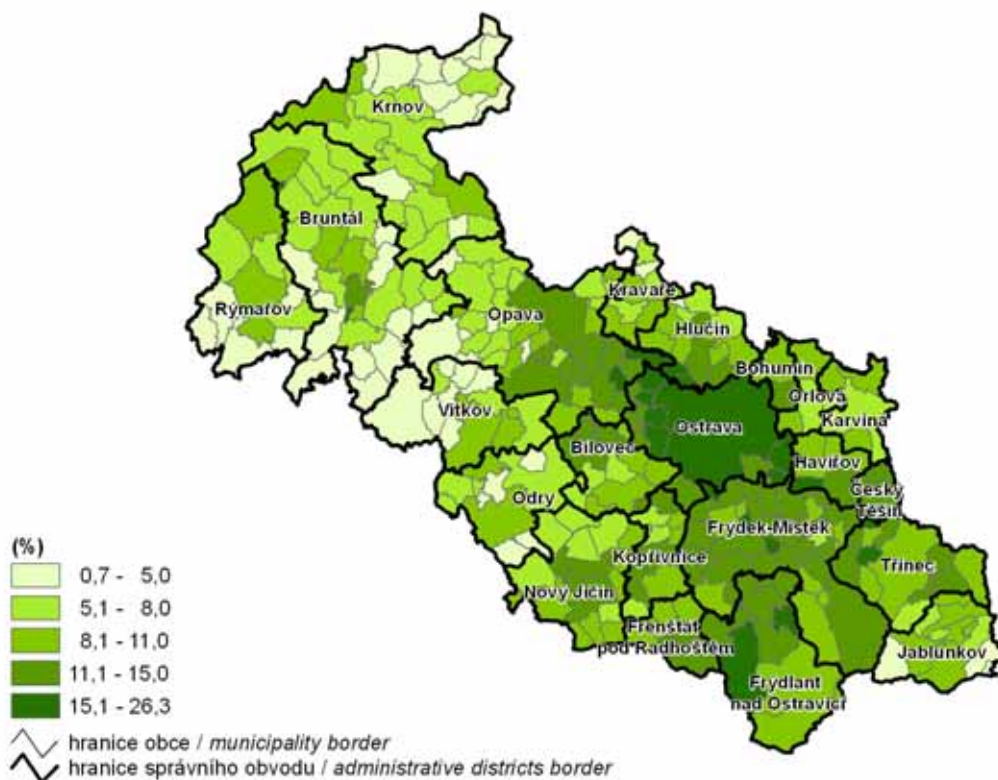 Krnov
Bruntál
Rýmařov
Opava
Kravaře
Hlučín
Bohumín
Orlová
Karviná
Vítkov
Ostrava
Bílovec
Havířov
Český
Těšín
Odry
Frýdek-Místek
Kopřivnice
Třinec
Nový Jičín
Frenštát
pod Radhoštěm
Jablunkov
Frýdlant
nad Ostravicí
(%)
0,7 - 5,0
5,1 - 8,0
8,1 - 11,0
11,1 - 15,0
15,1 - 26,3
hranice obce / municipality border
hranice správního obvodu / administrative districts border